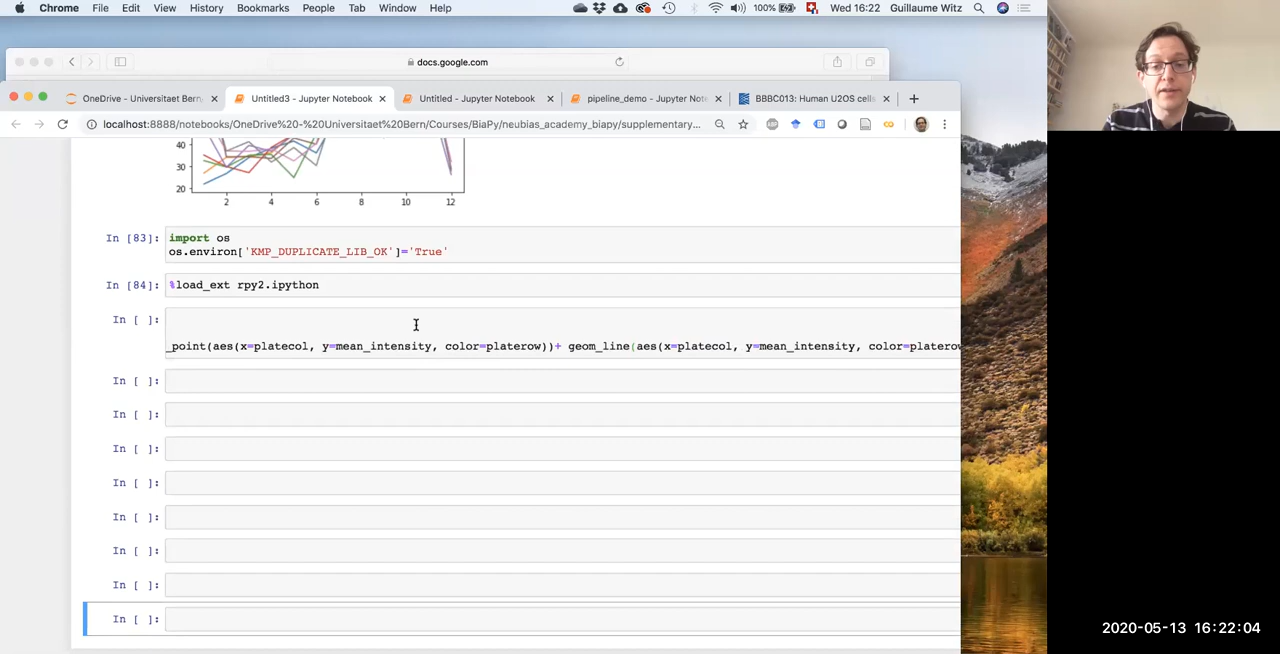 Chrome File Edit View History Bookmarks People Tab Window Help 100% Wed 16:22 Guillaume Witz
docs.google.com
OneDrive - Universitaet Bern Untitled3 - Jupyter Notebook Untitled - Jupyter Notebook pipeline_demo - Jupyter Note BBBC013: Human U2OS cells
localhost:8888/notebooks/OneDrive%20-%20Universitaet%20Bern/Courses/BiaPy/neubias_academy_biapy/supplementary...
40
30
20
2 4 6 8 10 12
In [83]: import os
os.environ['KMP_DUPLICATE_LIB_OK']='True'
In [84]: %load_ext rpy2.ipython
In [ ]:
_point(aes(x=platecol, y=mean_intensity, color=platerow))+ geom_line(aes(x=platecol, y=mean_intensity, color=platerow
In [ ]:
In [ ]:
In [ ]:
In [ ]:
In [ ]:
In [ ]:
In [ ]:
In [ ]:
2020-05-13 16:22:04